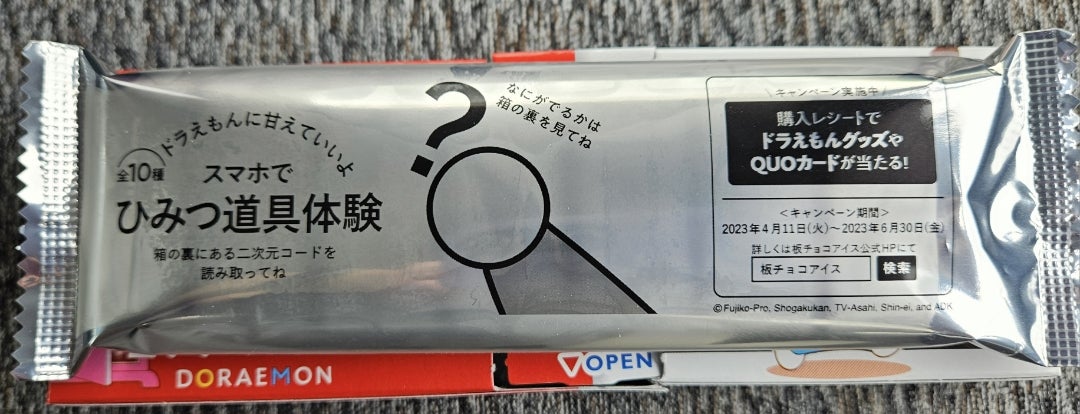 ドラえもんに甘えていいよ
全10種
スマホで
ひみつ道具体験
箱の裏にある二次元コードを
読み取ってね
?
なにがでるかは
箱の裏を見てね
キャンペーン実施中
購入レシートで
ドラえもんグッズや
QUOカードが当たる!
<キャンペーン期間>
2023年4月11日(火)~2023年6月30日(金)
詳しくは板チョコアイス公式HPにて
板チョコアイス 検索
©Fujiko-Pro, Shogakukan, TV-Asahi, Shin-ei, and ADK
DORAEMON
OPEN